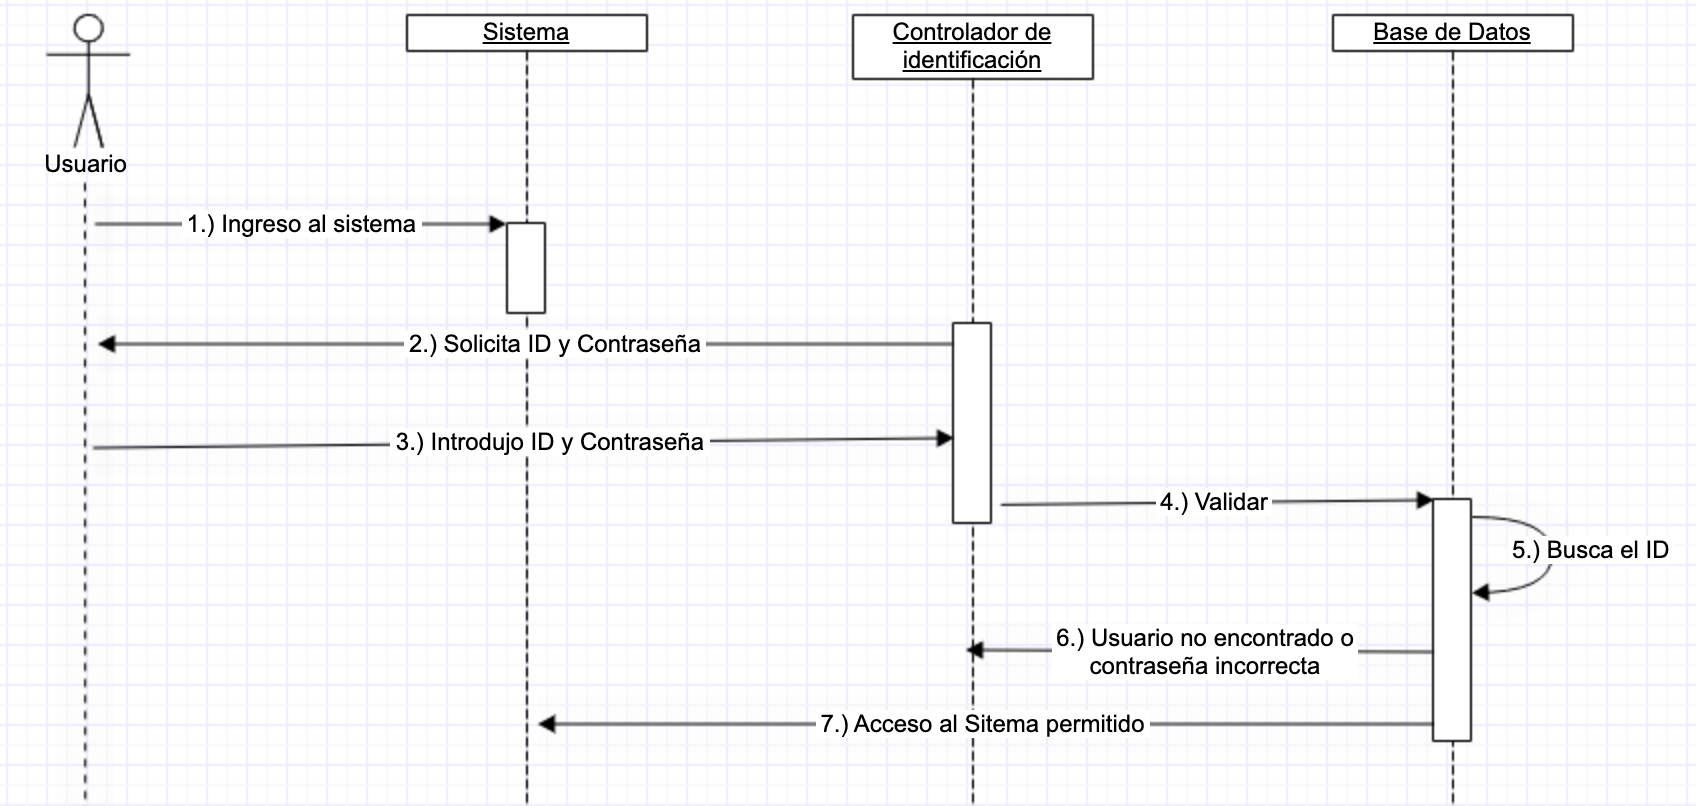 Sistema
Controlador de
identificación
Base de Datos
Usuario
1.) Ingreso al sistema
2.) Solicita ID y Contraseña
3.) Introdujo ID y Contraseña
4.) Validar
5.) Busca el ID
6.) Usuario no encontrado o
contraseña incorrecta
7.) Acceso al Sitema permitido